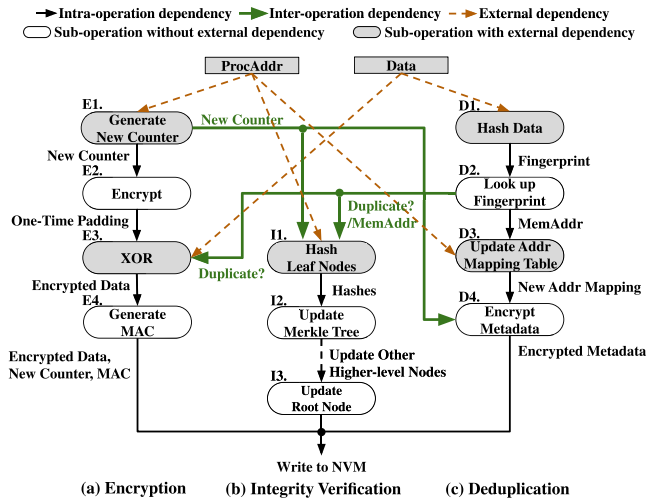 Intra-operation dependency
Inter-operation dependency
External dependency
Sub-operation without external dependency
Sub-operation with external dependency
ProcAddr
Data
E1.
Generate
New Counter
New Counter
New Counter
E2.
Encrypt
One-Time Padding
E3.
XOR
Duplicate?
Encrypted Data
E4.
Generate
MAC
Encrypted Data,
New Counter, MAC
Duplicate?
/MemAddr
I1.
Hash
Leaf Nodes
Hashes
I2.
Update
Merkle Tree
Update Other
Higher-level Nodes
I3.
Update
Root Node
D1.
Hash Data
Fingerprint
D2.
Look up
Fingerprint
MemAddr
D3.
Update Addr
Mapping Table
New Addr Mapping
D4.
Encrypt
Metadata
Encrypted Metadata
Write to NVM
(a) Encryption
(b) Integrity Verification
(c) Deduplication